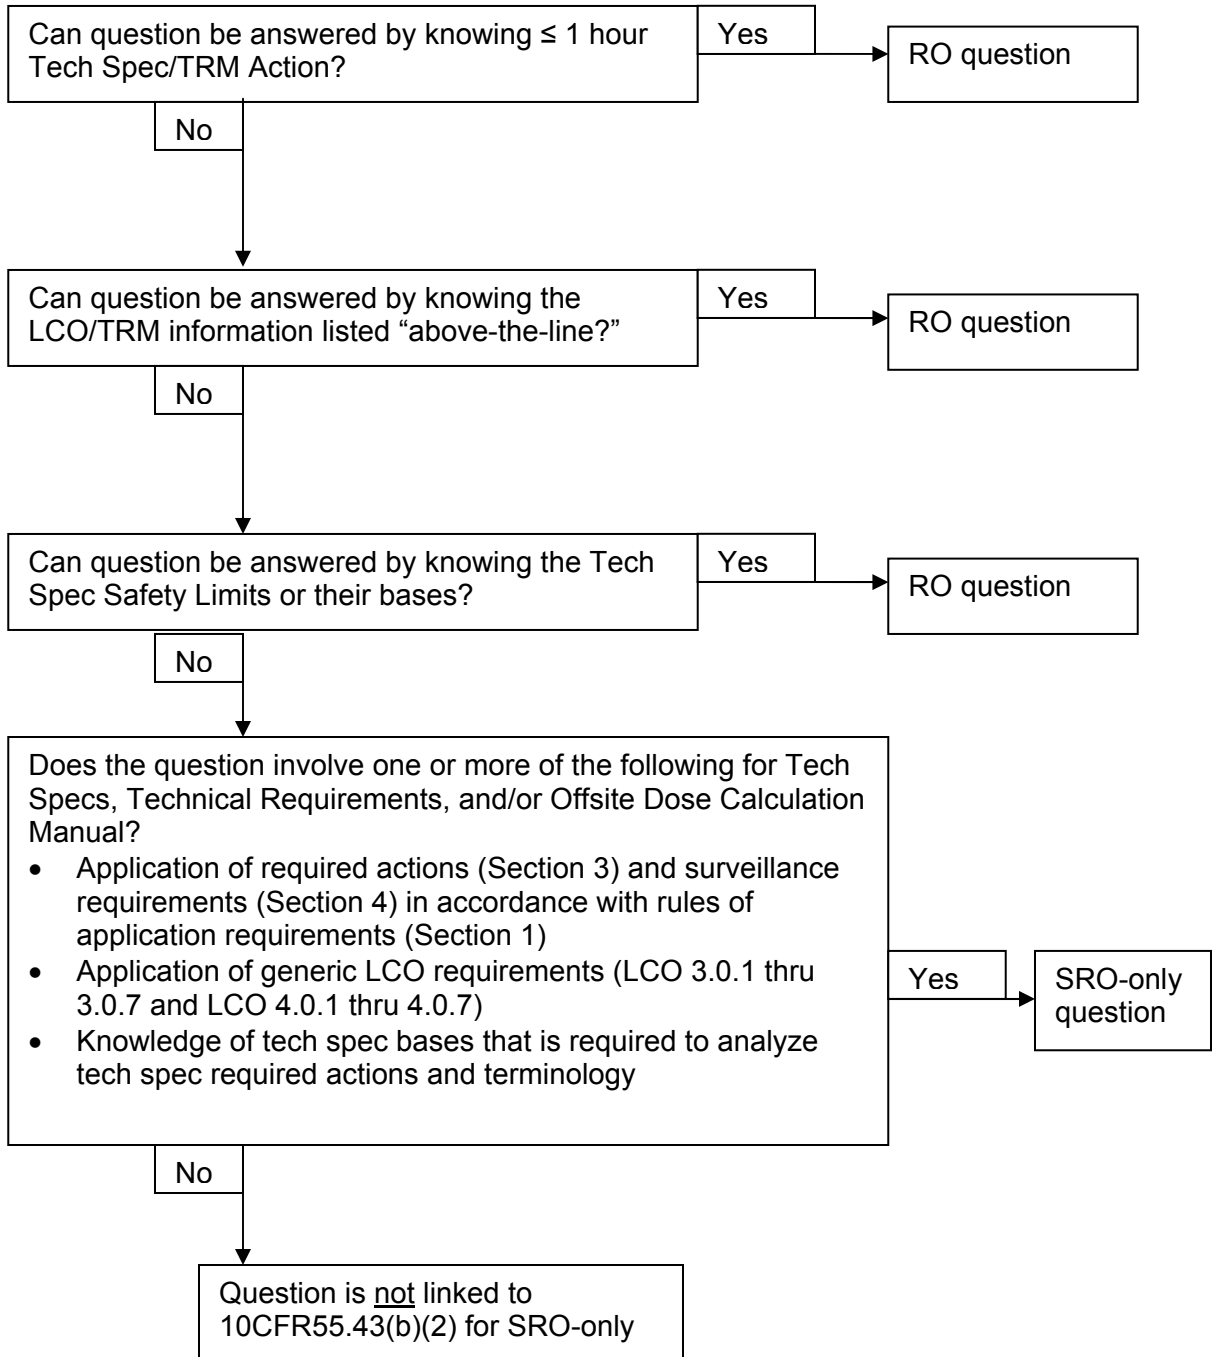 Can question be answered by knowing ≤ 1 hour
Tech Spec/TRM Action?
Yes
RO question
No
Can question be answered by knowing the
LCO/TRM information listed “above-the-line?”
Yes
RO question
No
Can question be answered by knowing the Tech
Spec Safety Limits or their bases?
Yes
RO question
No
Does the question involve one or more of the following for Tech
Specs, Technical Requirements, and/or Offsite Dose Calculation
Manual?
• Application of required actions (Section 3) and surveillance
requirements (Section 4) in accordance with rules of
application requirements (Section 1)
• Application of generic LCO requirements (LCO 3.0.1 thru
3.0.7 and LCO 4.0.1 thru 4.0.7)
• Knowledge of tech spec bases that is required to analyze
tech spec required actions and terminology
Yes
SRO-only
question
No
Question is not linked to
10CFR55.43(b)(2) for SRO-only